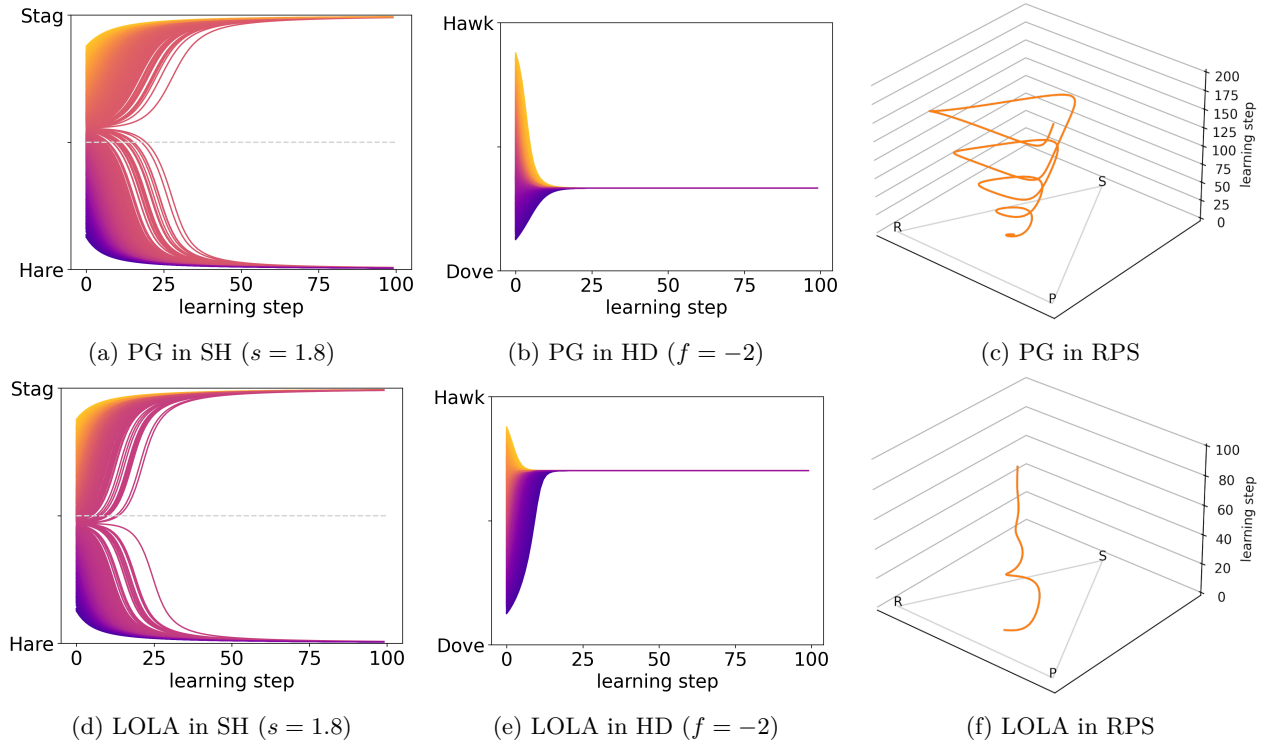 Stag
Hare
0 25 50 75 100
learning step
(a) PG in SH (s = 1.8)
Hawk
Dove
0 25 50 75 100
learning step
(b) PG in HD (f = −2)
200
175
150
125
100
75
50
25
0
learning step
S
R
P
(c) PG in RPS
Stag
Hare
0 25 50 75 100
learning step
(d) LOLA in SH (s = 1.8)
Hawk
Dove
0 25 50 75 100
learning step
(e) LOLA in HD (f = −2)
100
80
60
40
20
0
learning step
S
R
P
(f) LOLA in RPS